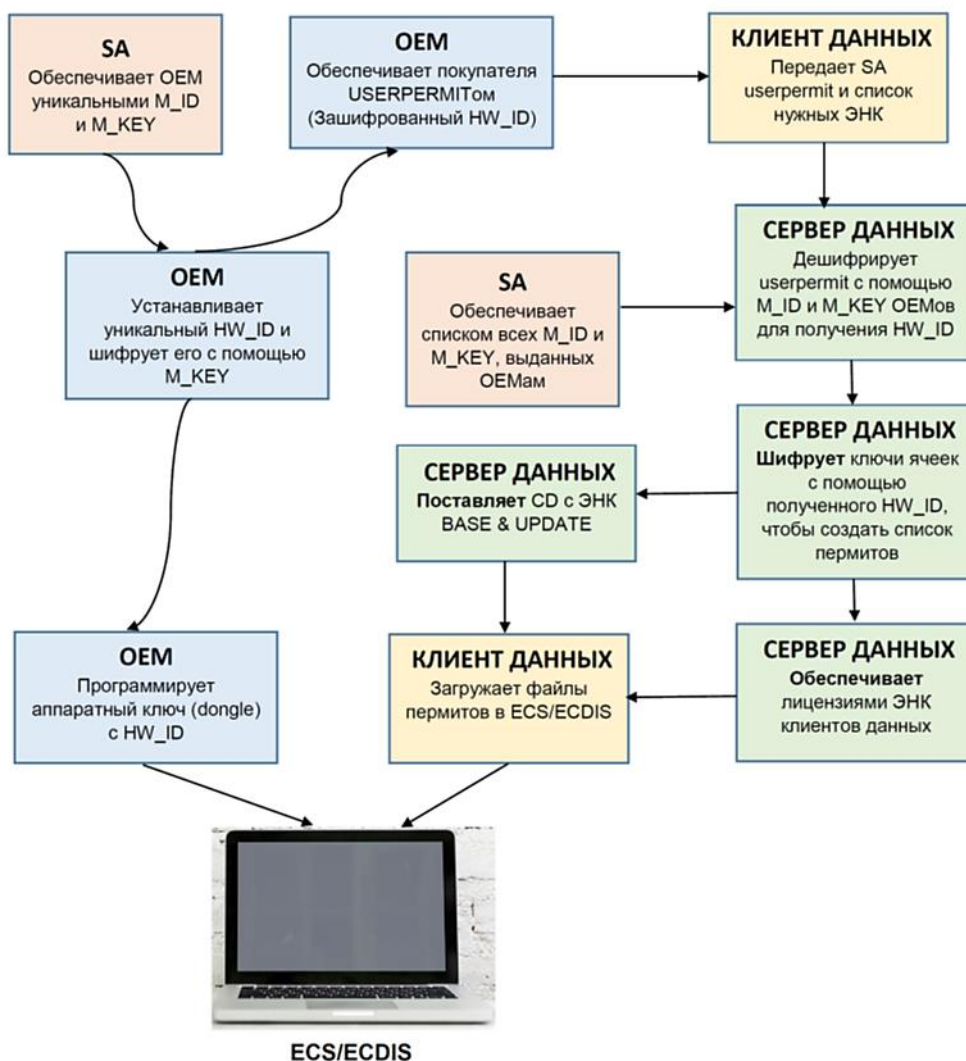 SA
Обеспечивает OEM
уникальными M_ID
и M_KEY
OEM
Обеспечивает покупателя
USERPERMITом
(Зашифрованный HW_ID)
КЛИЕНТ ДАННЫХ
Передает SA
userpermit и список
нужных ЭНК
OEM
Устанавливает
уникальный HW_ID и
шифрует его с помощью
M_KEY
SA
Обеспечивает
списком всех M_ID и
M_KEY, выданных
OEMам
СЕРВЕР ДАННЫХ
Дешифрирует
userpermit с помощью
M_ID и M_KEY OEMов
для получения HW_ID
СЕРВЕР ДАННЫХ
Поставляет CD с ЭНК
BASE & UPDATE
СЕРВЕР ДАННЫХ
Шифрует ключи ячеек
с помощью
полученного HW_ID,
чтобы создать список
пермитов
OEM
Программирует
аппаратный ключ (dongle)
с HW_ID
КЛИЕНТ ДАННЫХ
Загружает файлы
пермитов в ECS/ECDIS
СЕРВЕР ДАННЫХ
Обеспечивает
лицензиями ЭНК
клиентов данных
ECS/ECDIS